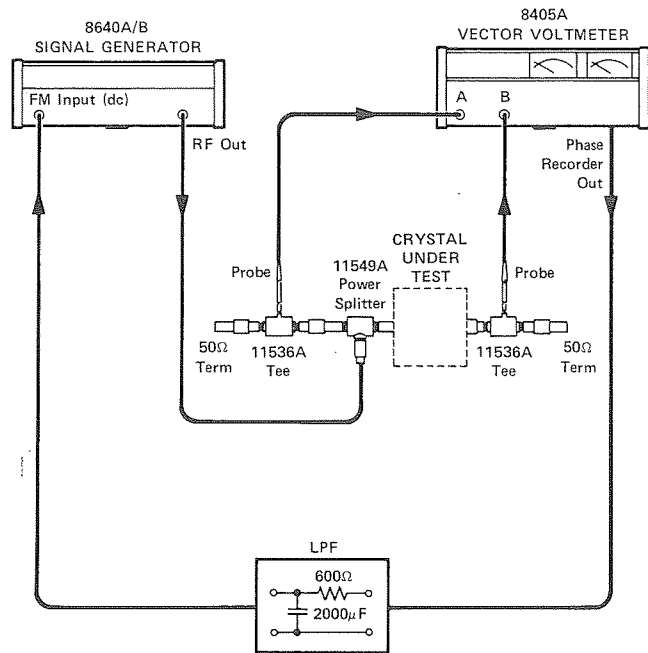 8640A/B
SIGNAL GENERATOR
FM Input (dc)
RF Out
8405A
VECTOR VOLTMETER
A
B
Phase
Recorder
Out
Probe
11549A
Power
Splitter
CRYSTAL
UNDER
TEST
Probe
50Ω
Term
11536A
Tee
11536A
Tee
50Ω
Term
LPF
600Ω
2000μF